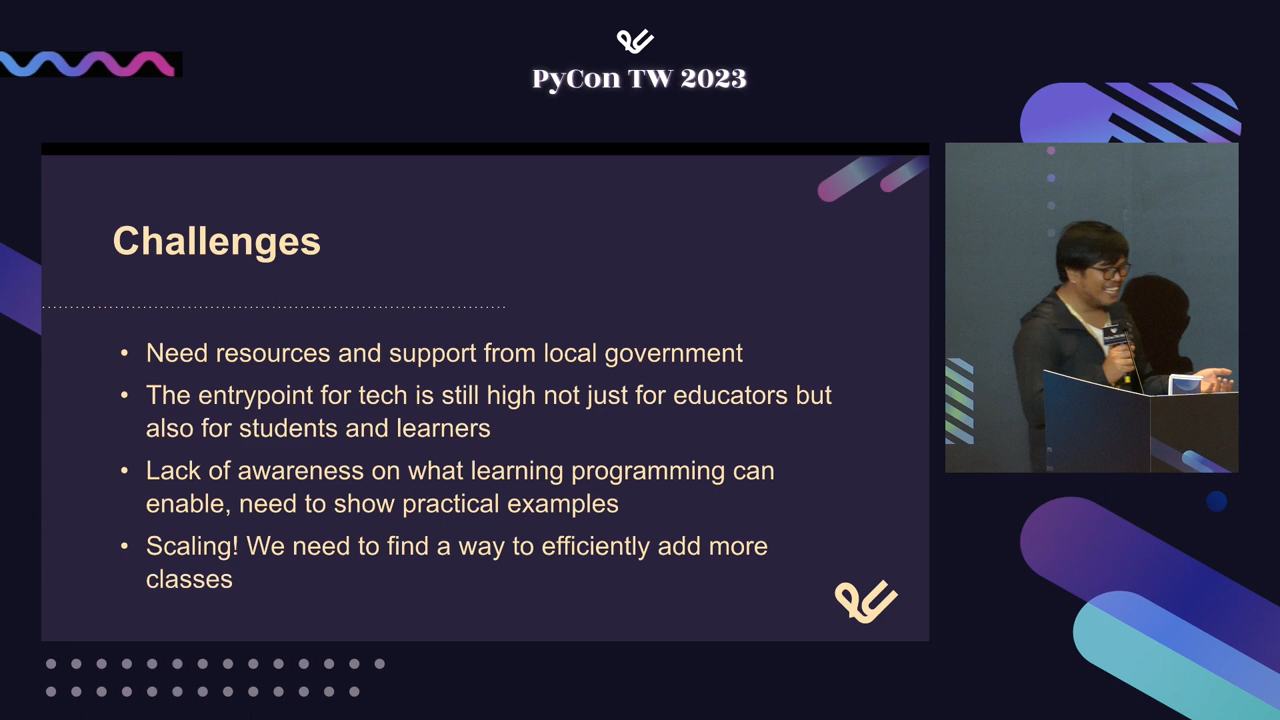 PyCon TW 2023
Challenges
• Need resources and support from local government
• The entrypoint for tech is still high not just for educators but
also for students and learners
• Lack of awareness on what learning programming can
enable, need to show practical examples
• Scaling! We need to find a way to efficiently add more
classes